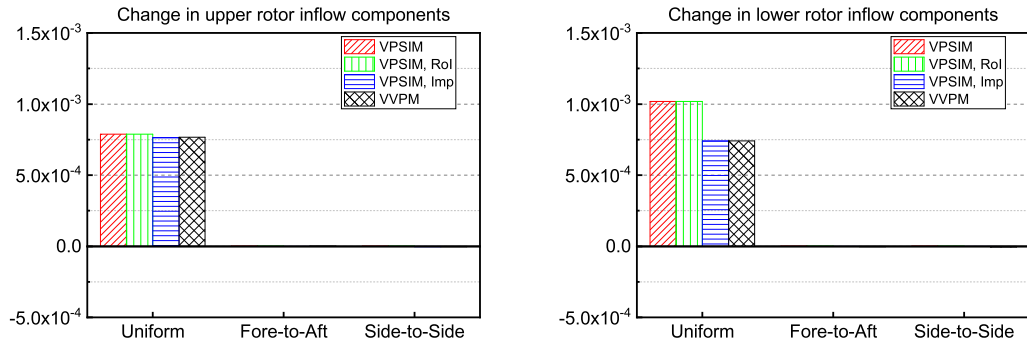 Change in upper rotor inflow components
1.5x10⁻³
1.0x10⁻³
5.0x10⁻⁴
0.0
-5.0x10⁻⁴
VPSIM
VPSIM, RoI
VPSIM, Imp
VVPM
Uniform Fore-to-Aft Side-to-Side
Change in lower rotor inflow components
1.5x10⁻³
1.0x10⁻³
5.0x10⁻⁴
0.0
-5.0x10⁻⁴
VPSIM
VPSIM, RoI
VPSIM, Imp
VVPM
Uniform Fore-to-Aft Side-to-Side